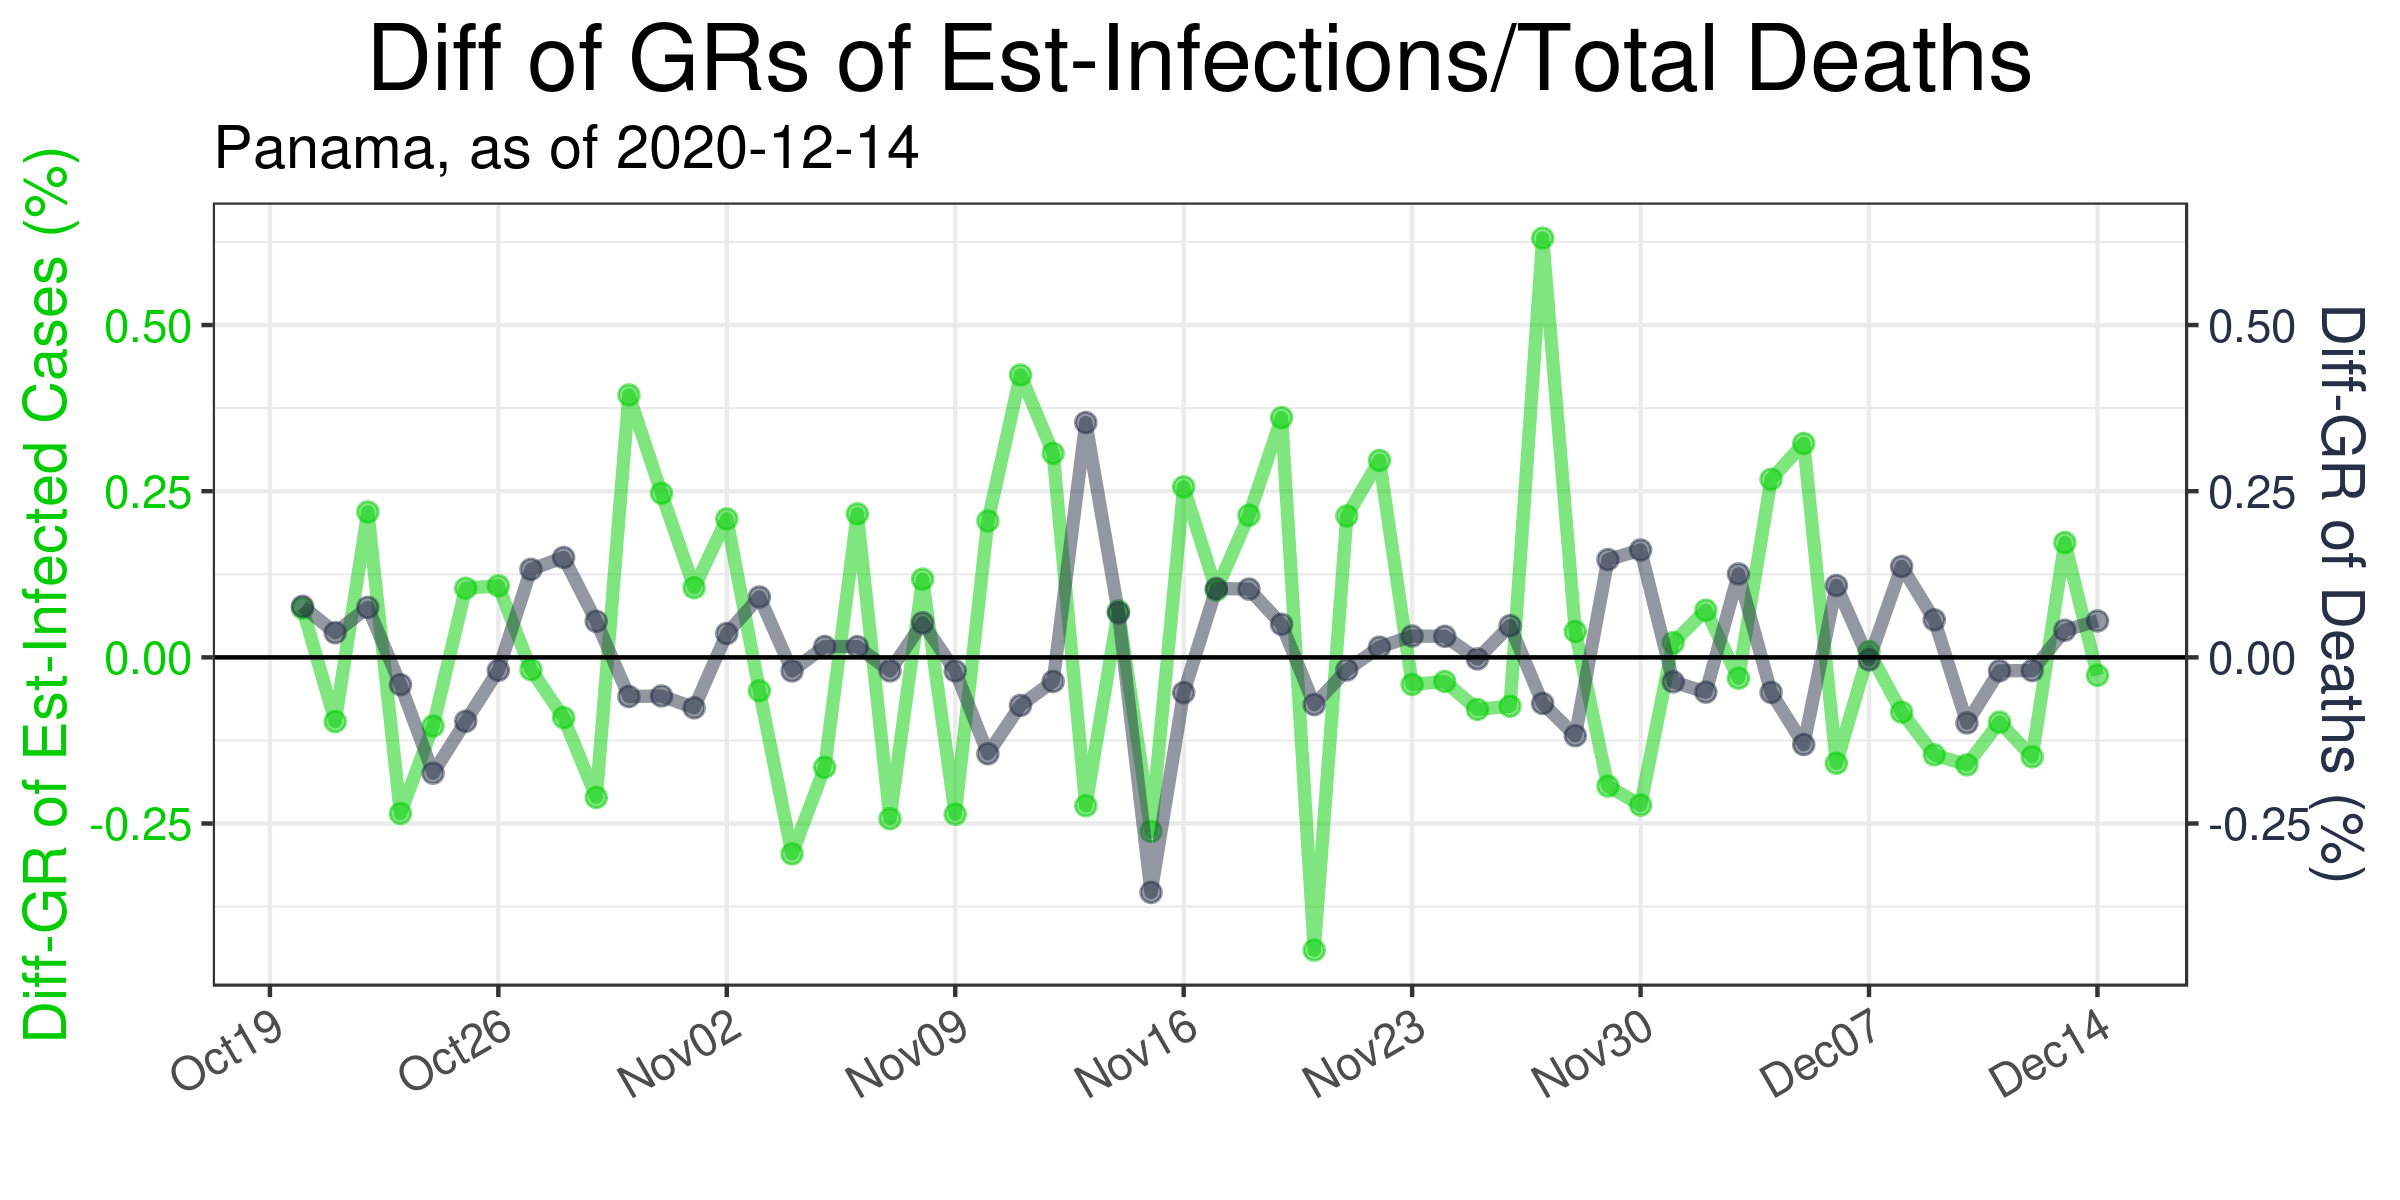 Diff of GRs of Est-Infections/Total Deaths
Panama, as of 2020-12-14
Diff-GR of Est-Infected Cases (%)
0.50
0.25
0.00
-0.25
0.50
0.25
0.00
-0.25
Diff-GR of Deaths (%)
Oct19
Oct26
Nov02
Nov09
Nov16
Nov23
Nov30
Dec07
Dec14